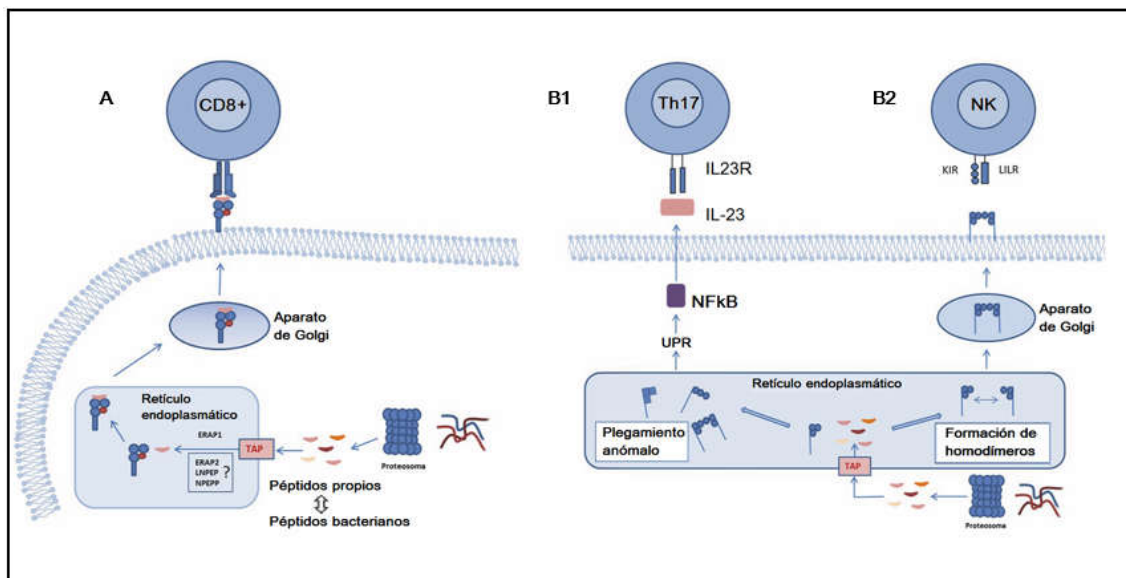 A
CD8+
Aparato
de Golgi
Retículo
endoplasmático
ERAP1
TAP
ERAP2
LNPEP
NPEPP
?
Proteosoma
Péptidos propios
Péptidos bacterianos
B1
Th17
IL23R
IL-23
NFkB
UPR
B2
NK
KIR
LILR
Aparato
de Golgi
Retículo endoplasmático
Plegamiento
anómalo
Formación de
homodímeros
TAP
Proteosoma